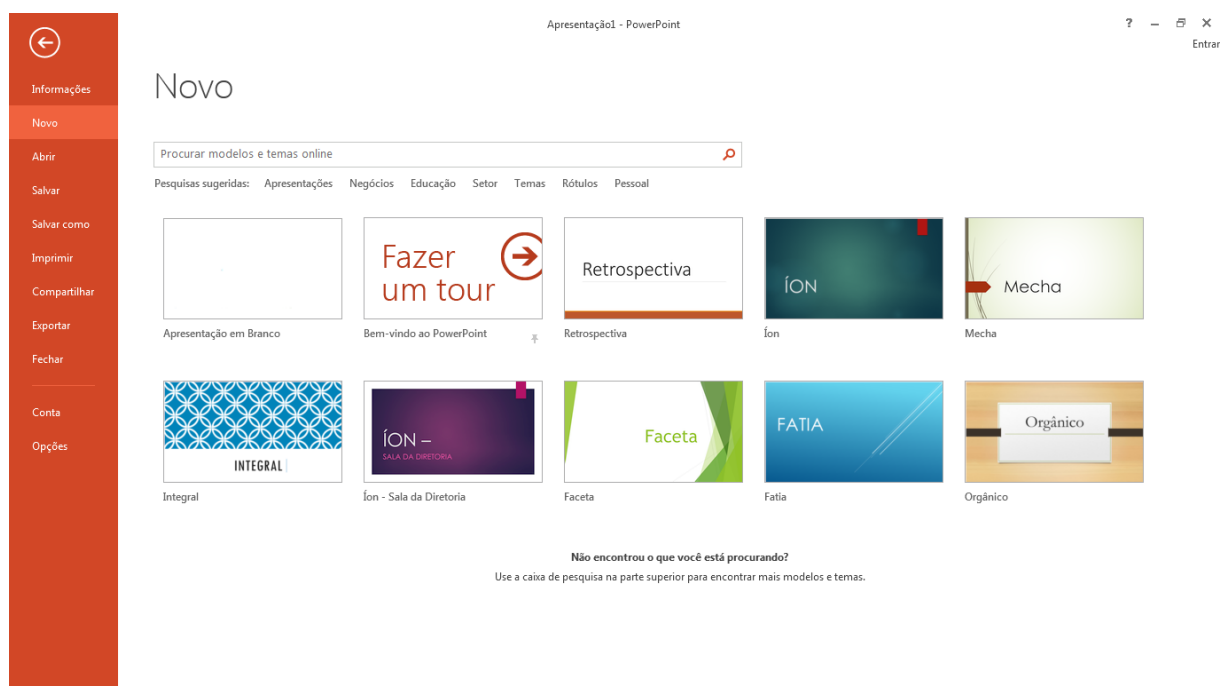 Apresentação1 - PowerPoint
?
Entrar
Informações
Novo
Abrir
Salvar
Salvar como
Imprimir
Compartilhar
Exportar
Fechar
Conta
Opções
Novo
Procurar modelos e temas online
Pesquisas sugeridas: Apresentações Negócios Educação Setor Temas Rótulos Pessoal
Apresentação em Branco
Fazer
um tour
Bem-vindo ao PowerPoint
Retrospectiva
Retrospectiva
ÍON
Íon
Mecha
Mecha
INTEGRAL
Integral
ÍON –
SALA DA DIRETORIA
Íon - Sala da Diretoria
Faceta
Faceta
FATIA
Fatia
Orgânico
Orgânico
Não encontrou o que você está procurando?
Use a caixa de pesquisa na parte superior para encontrar mais modelos e temas.